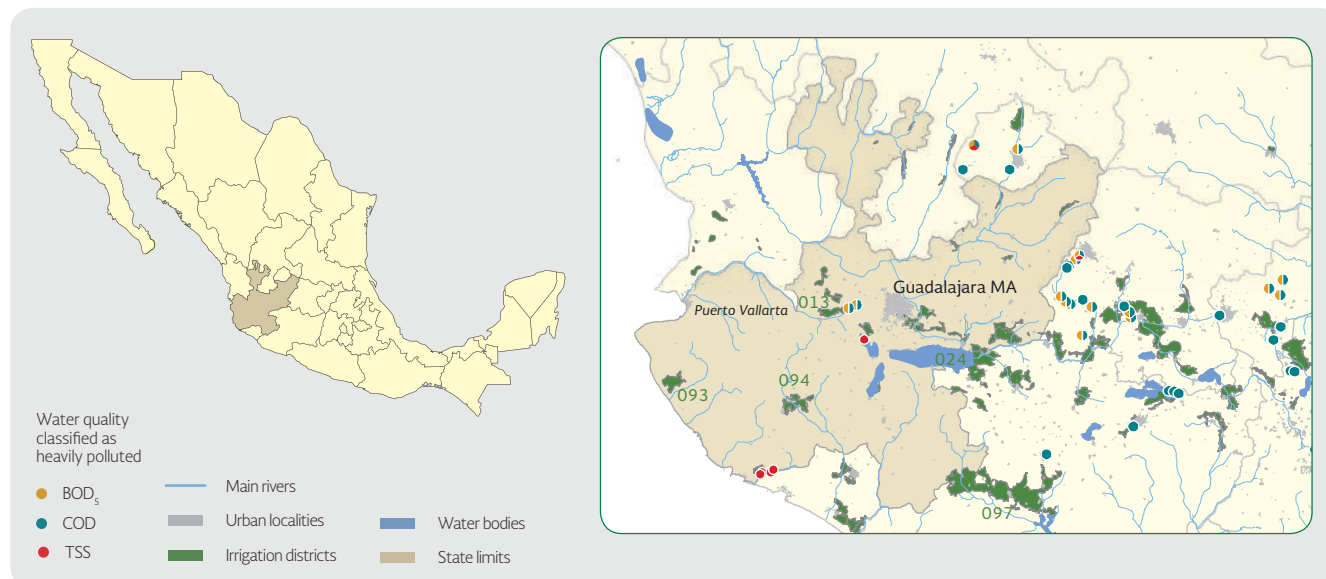 Water quality
classified as
heavily polluted
BOD₅
COD
TSS
Main rivers
Urban localities
Irrigation districts
Water bodies
State limits
Guadalajara MA
Puerto Vallarta
013
024
094
093
097